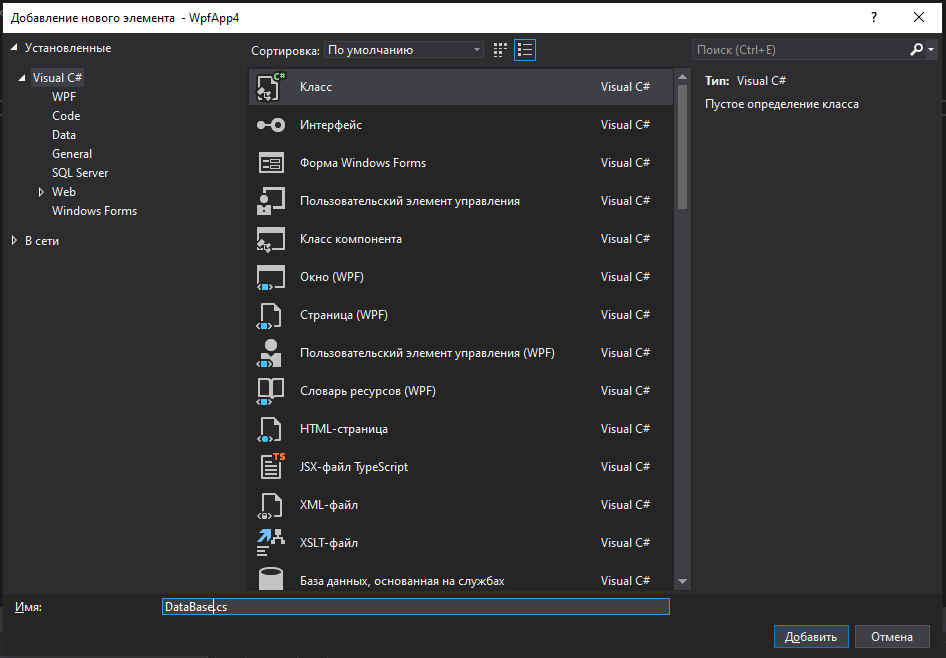 Добавление нового элемента - WpfApp4
?
Установленные
Visual C#
WPF
Code
Data
General
SQL Server
Web
Windows Forms
В сети
Сортировка: По умолчанию
C# Класс Visual C#
Интерфейс Visual C#
Форма Windows Forms Visual C#
Пользовательский элемент управления Visual C#
Класс компонента Visual C#
Окно (WPF) Visual C#
Страница (WPF) Visual C#
Пользовательский элемент управления (WPF) Visual C#
Словарь ресурсов (WPF) Visual C#
HTML-страница Visual C#
TS JSX-файл TypeScript Visual C#
XML-файл Visual C#
XSLT-файл Visual C#
База данных, основанная на службах Visual C#
Поиск (Ctrl+E)
Тип: Visual C#
Пустое определение класса
Имя: DataBase.cs
Добавить Отмена